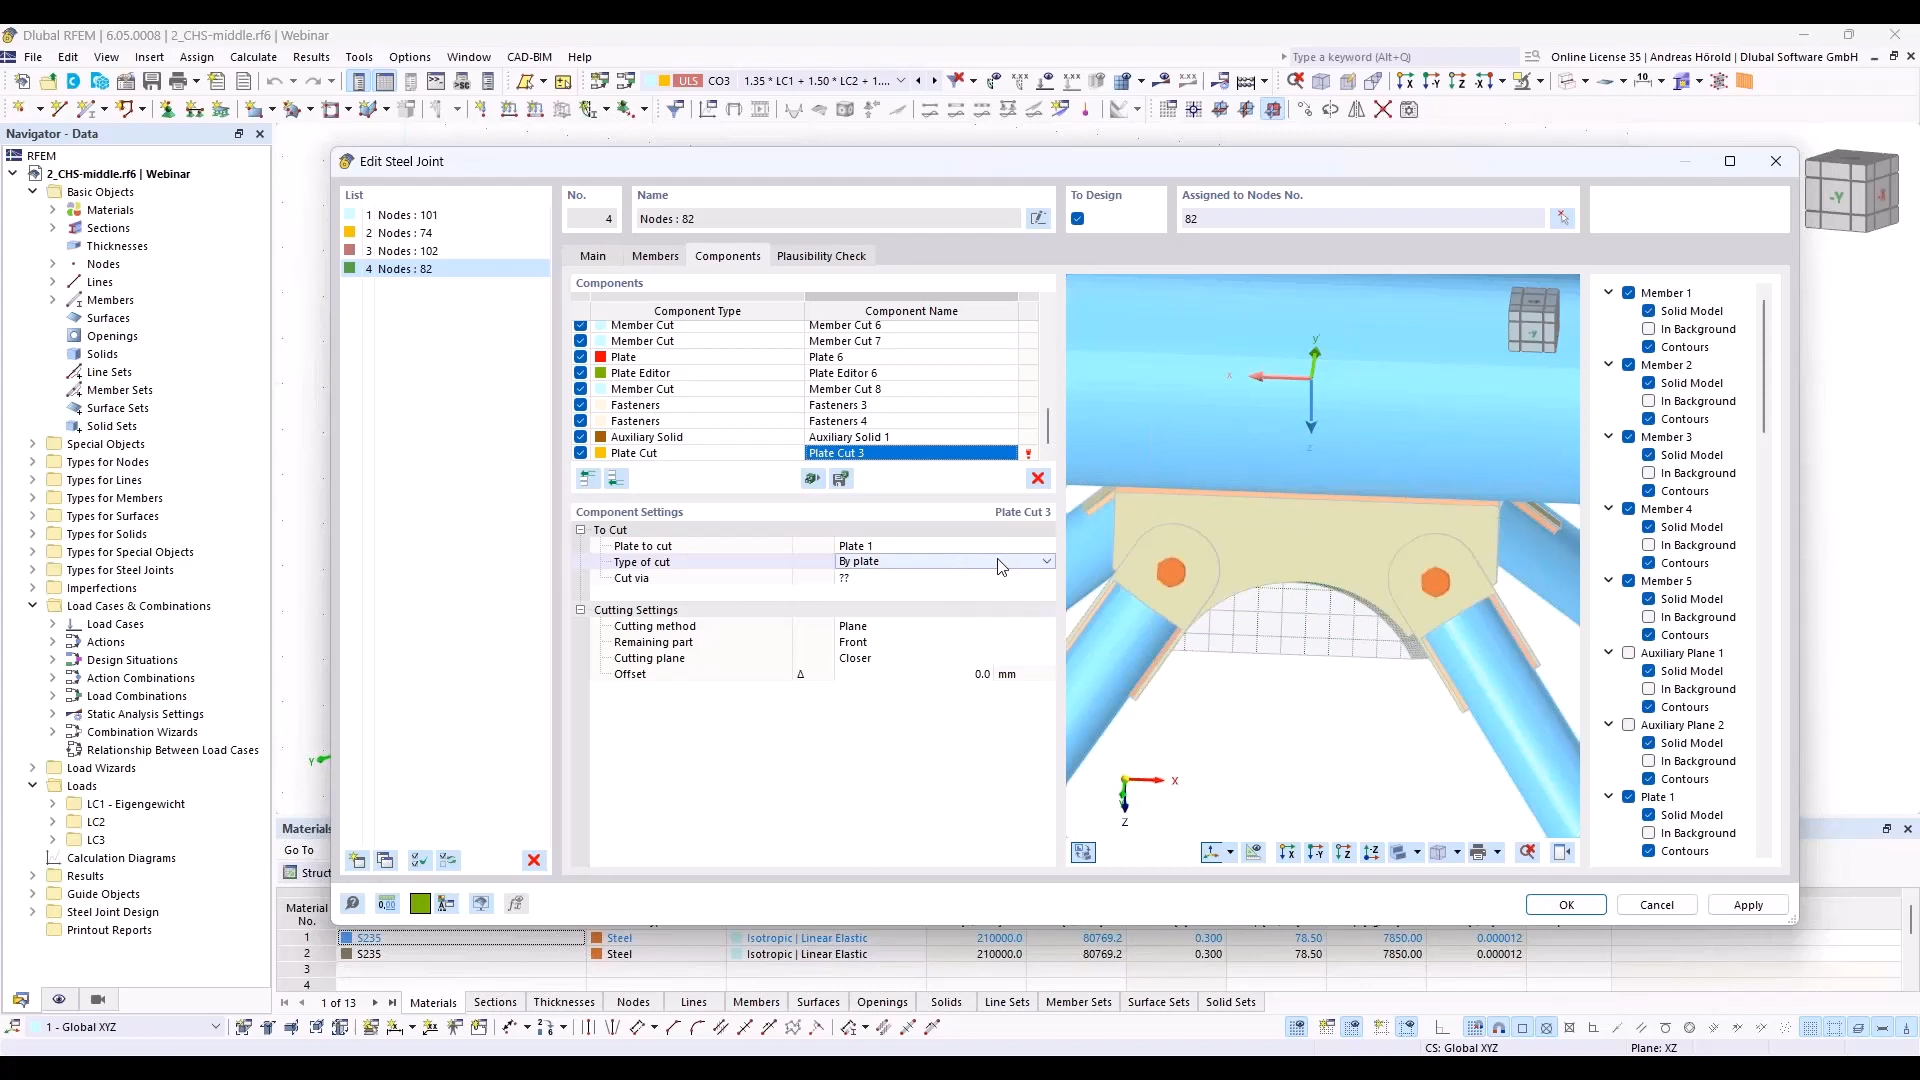 Dlubal RFEM | 6.05.0008 | 2_CHS-middle.rf6 | Webinar
File Edit View Insert Assign Calculate Results Tools Options Window CAD-BIM Help
Type a keyword (Alt+Q)
Online License 35 | Andreas Hörold | Dlubal Software GmbH
ULS CO3 1.35 * LC1 + 1.50 * LC2 + 1....
Navigator - Data
RFEM
2_CHS-middle.rf6 | Webinar
Basic Objects
Materials
Sections
Thicknesses
Nodes
Lines
Members
Surfaces
Openings
Solids
Line Sets
Member Sets
Surface Sets
Solid Sets
Special Objects
Types for Nodes
Types for Lines
Types for Members
Types for Surfaces
Types for Solids
Types for Special Objects
Types for Steel Joints
Imperfections
Load Cases & Combinations
Load Cases
Actions
Design Situations
Action Combinations
Load Combinations
Static Analysis Settings
Combination Wizards
Relationship Between Load Cases
Load Wizards
Loads
LC1 - Eigengewicht
LC2
LC3
Calculation Diagrams
Results
Guide Objects
Steel Joint Design
Printout Reports
1 - Global XYZ
Edit Steel Joint
List
1 Nodes : 101
2 Nodes : 74
3 Nodes : 102
4 Nodes : 82
No.
4
Name
Nodes : 82
To Design
Assigned to Nodes No.
82
Main Members Components Plausibility Check
Components
Component Type Component Name
Member Cut Member Cut 6
Member Cut Member Cut 7
Plate Plate 6
Plate Editor Plate Editor 6
Member Cut Member Cut 8
Fasteners Fasteners 3
Fasteners Fasteners 4
Auxiliary Solid Auxiliary Solid 1
Plate Cut Plate Cut 3
Component Settings Plate Cut 3
To Cut
Plate to cut Plate 1
Type of cut By plate
Cut via ??
Cutting Settings
Cutting method Plane
Remaining part Front
Cutting plane Closer
Offset Δ 0.0 mm
y
x
z
-Y
X
Z
Member 1
Solid Model
In Background
Contours
Member 2
Solid Model
In Background
Contours
Member 3
Solid Model
In Background
Contours
Member 4
Solid Model
In Background
Contours
Member 5
Solid Model
In Background
Contours
Auxiliary Plane 1
Solid Model
In Background
Contours
Auxiliary Plane 2
Solid Model
In Background
Contours
Plate 1
Solid Model
In Background
Contours
OK Cancel Apply
-Y
-X
Y
Materials
Go To
Struct
Material
No.
1 S235 Steel Isotropic | Linear Elastic 210000.0 80769.2 0.300 78.50 7850.00 0.000012
2 S235 Steel Isotropic | Linear Elastic 210000.0 80769.2 0.300 78.50 7850.00 0.000012
3
4
1 of 13 Materials Sections Thicknesses Nodes Lines Members Surfaces Openings Solids Line Sets Member Sets Surface Sets Solid Sets
CS: Global XYZ Plane: XZ